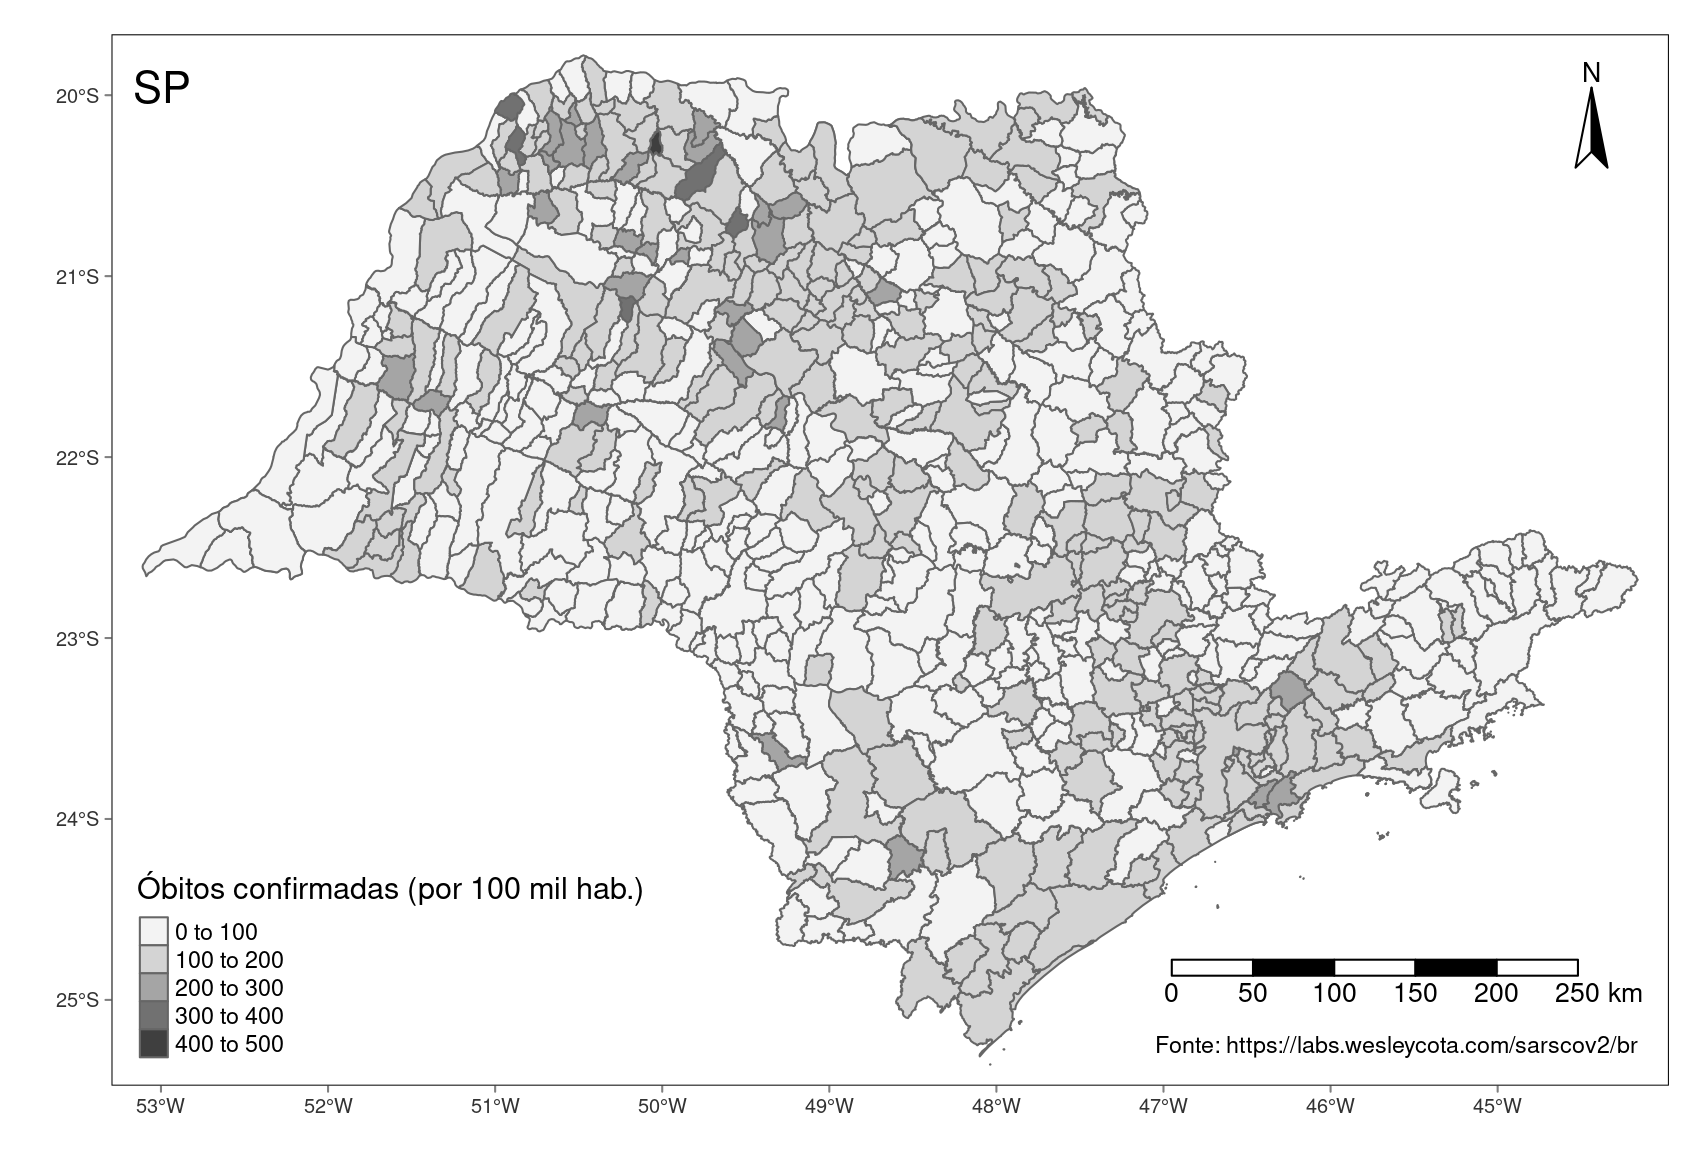 SP
N
20°S
21°S
22°S
23°S
24°S
25°S
Óbitos confirmadas (por 100 mil hab.)
0 to 100
100 to 200
200 to 300
300 to 400
400 to 500
0 50 100 150 200 250 km
Fonte: https://labs.wesleycota.com/sarscov2/br
53°W 52°W 51°W 50°W 49°W 48°W 47°W 46°W 45°W